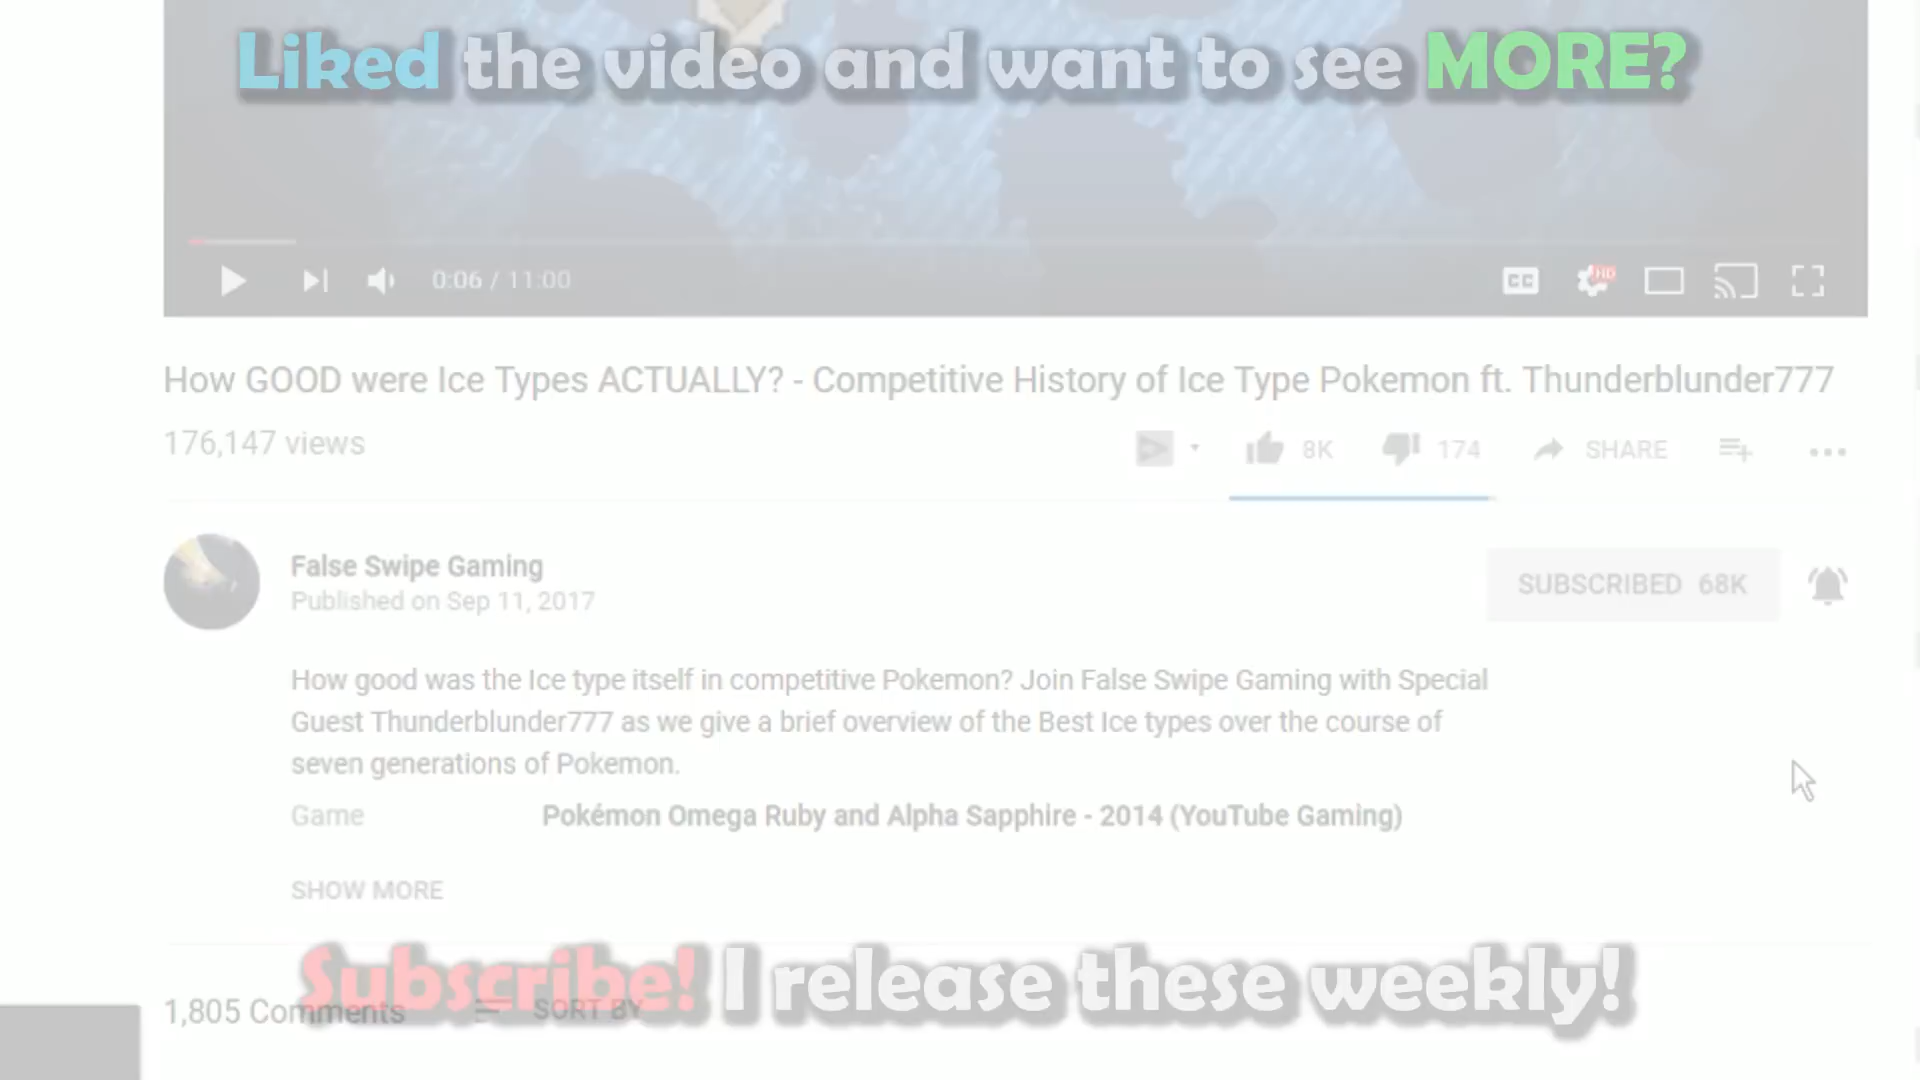 Liked the video and want to see MORE?
0:06 / 11:00
CC
HD
How GOOD were Ice Types ACTUALLY? - Competitive History of Ice Type Pokemon ft. Thunderblunder777
176,147 views
8K
174
SHARE
False Swipe Gaming
Published on Sep 11, 2017
SUBSCRIBED 68K
How good was the Ice type itself in competitive Pokemon? Join False Swipe Gaming with Special
Guest Thunderblunder777 as we give a brief overview of the Best Ice types over the course of
seven generations of Pokemon.
Game Pokémon Omega Ruby and Alpha Sapphire - 2014 (YouTube Gaming)
SHOW MORE
Subscribe! I release these weekly!
1,805 Comments SORT BY